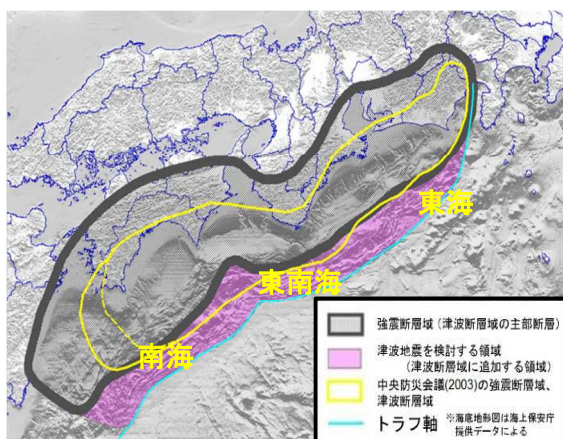 東海
東南海
南海
強震断層域（津波断層域の主部断層）
津波地震を検討する領域
（津波断層域に追加する領域）
中央防災会議(2003)の強震断層域、
津波断層域
トラフ軸 ※海底地形図は海上保安庁
提供データによる